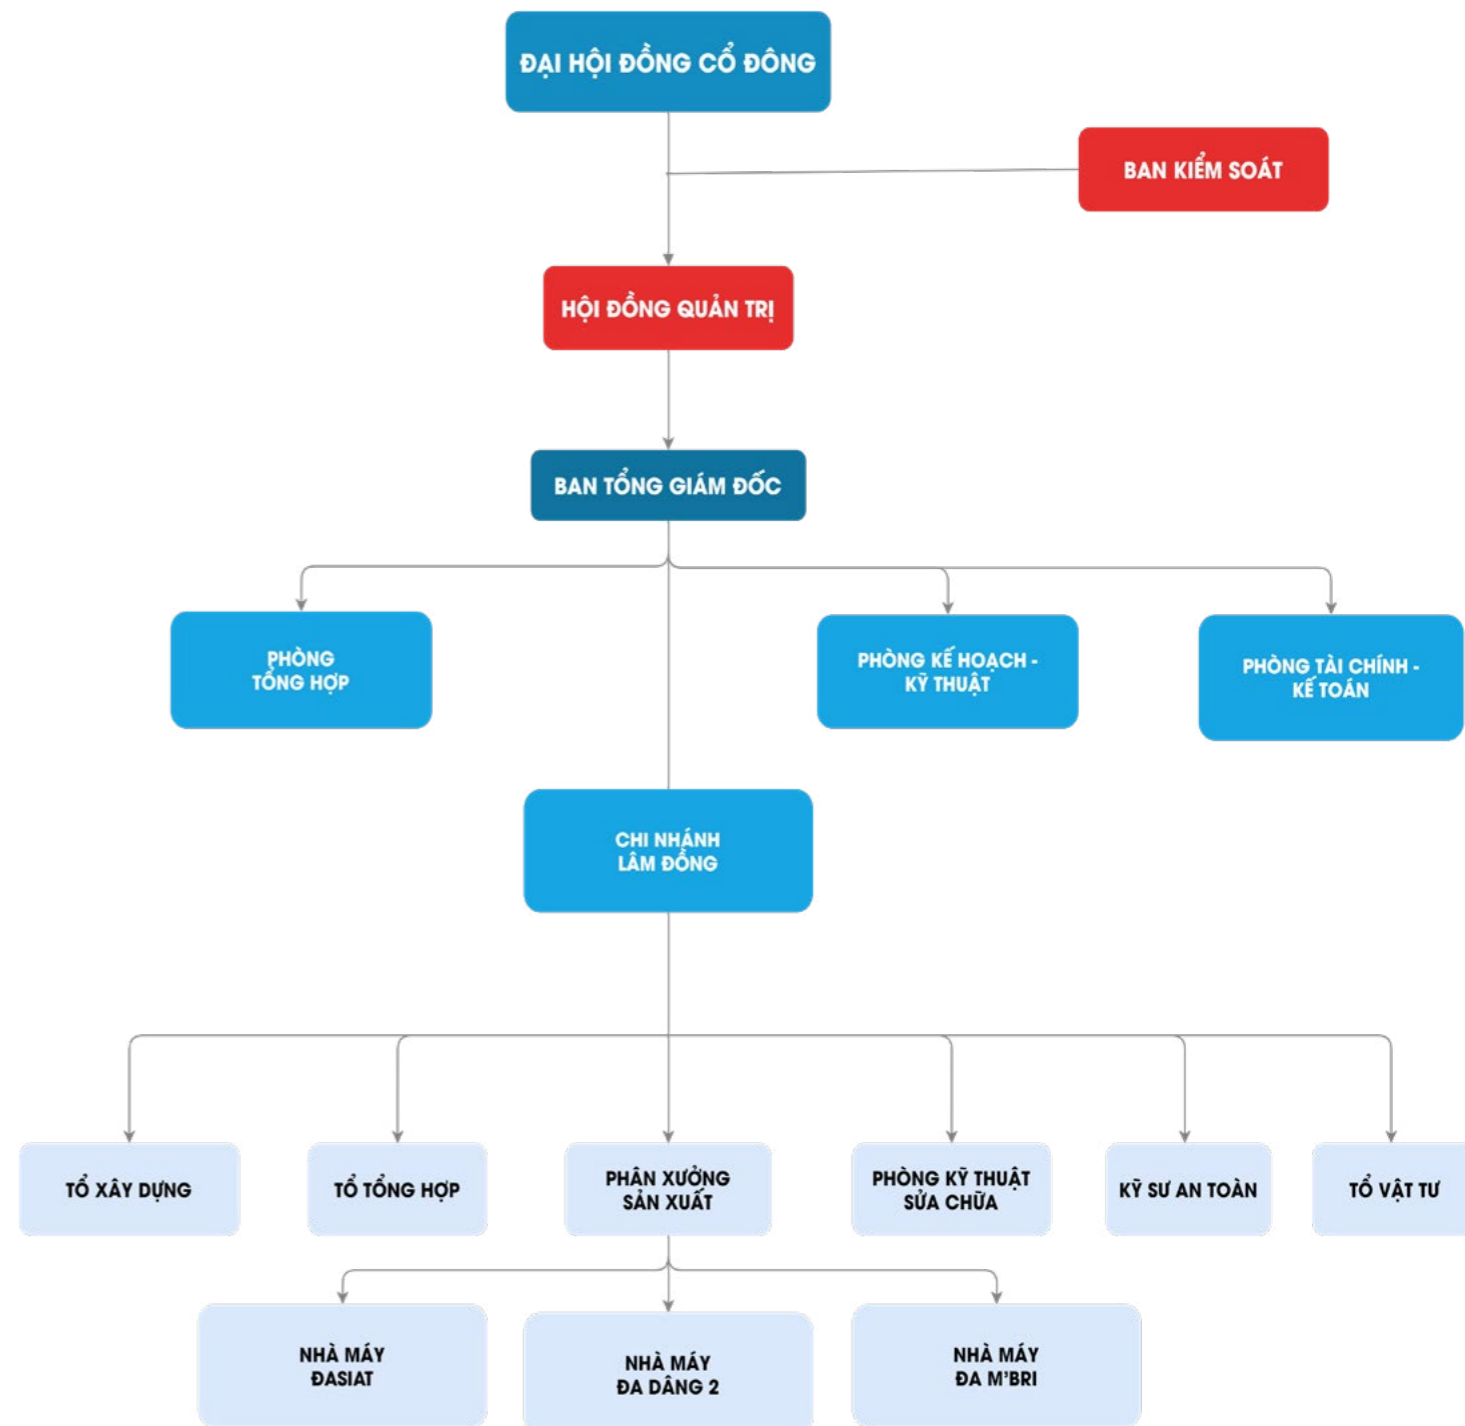 ĐẠI HỘI ĐỒNG CỔ ĐÔNG
BAN KIỂM SOÁT
HỘI ĐỒNG QUẢN TRỊ
BAN TỔNG GIÁM ĐỐC
PHÒNG
TỔNG HỢP
PHÒNG KẾ HOẠCH -
KỸ THUẬT
PHÒNG TÀI CHÍNH -
KẾ TOÁN
CHI NHÁNH
LÂM ĐỒNG
TỔ XÂY DỰNG
TỔ TỔNG HỢP
PHÂN XƯỞNG
SẢN XUẤT
PHÒNG KỸ THUẬT
SỬA CHỮA
KỸ SƯ AN TOÀN
TỔ VẬT TƯ
NHÀ MÁY
ĐASIAT
NHÀ MÁY
ĐA DÂNG 2
NHÀ MÁY
ĐA M'BRI